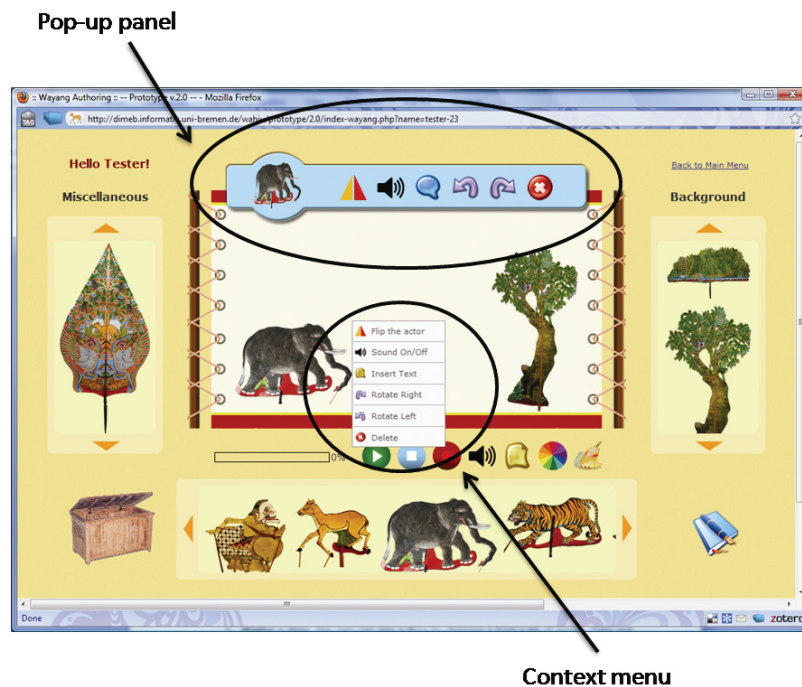 Pop-up panel
:: Wayang Authoring :: -- Prototype v.2.0 -- - Mozilla Firefox
TAG
http://dimeb.informatik.uni-bremen.de/wahju/prototype/2.0/index-wayang.php?name=tester-23
Hello Tester!
Back to Main Menu
Miscellaneous
Background
Flip the actor
Sound On/Off
Insert Text
Rotate Right
Rotate Left
Delete
0%
Done
zotero
Context menu